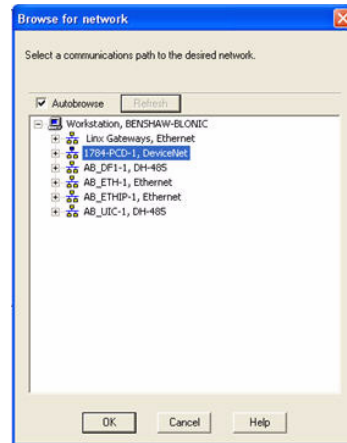 Browse for network
Select a communications path to the desired network.
Autobrowse
Refresh
Workstation, BENSHAW-BLONIC
Linx Gateways, Ethernet
1784-PCD-1, DeviceNet
AB_DF1-1, DH-485
AB_ETH-1, Ethernet
AB_ETHIP-1, Ethernet
AB_UIC-1, DH-485
OK
Cancel
Help